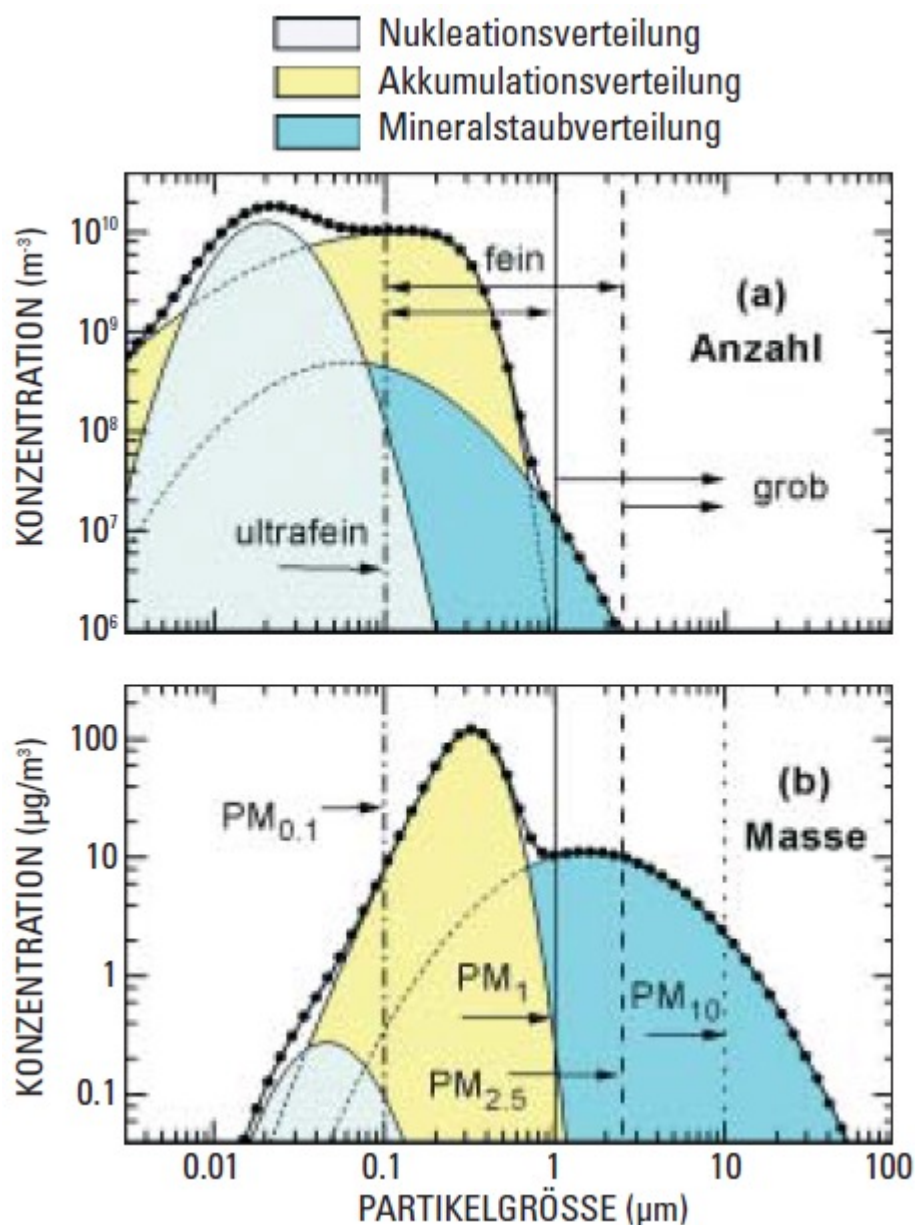 Nukleationsverteilung
Akkumulationsverteilung
Mineralstaubverteilung
KONZENTRATION (m-3)
10¹⁰
10⁹
10⁸
10⁷
10⁶
fein
(a)
Anzahl
grob
ultrafein
KONZENTRATION (µg/m³)
100
10
1
0.1
PM0.1
(b)
Masse
PM1
PM10
PM2.5
0.01
0.1
1
10
100
PARTIKELGRÖSSE (µm)